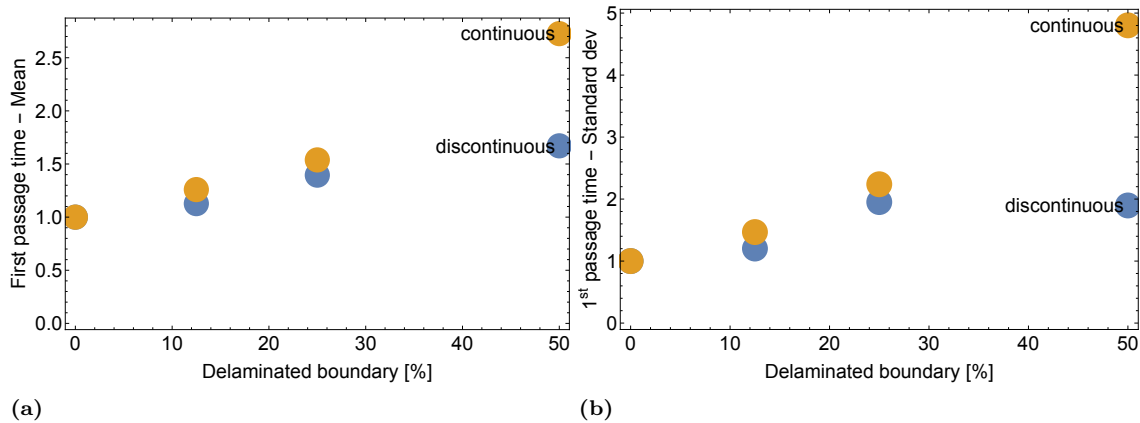 First passage time − Mean
2.5
2.0
1.5
1.0
0.5
0.0
continuous
discontinuous
0
10
20
30
40
50
Delaminated boundary [%]
(a)
1st passage time − Standard dev
5
4
3
2
1
0
continuous
discontinuous
0
10
20
30
40
50
Delaminated boundary [%]
(b)